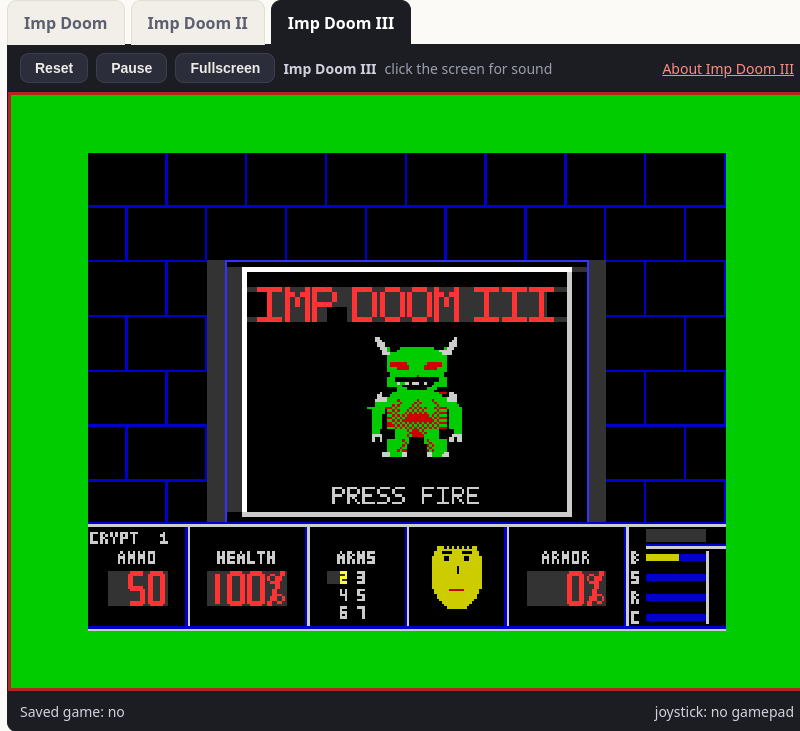 Imp Doom Imp Doom II Imp Doom III
Reset Pause Fullscreen Imp Doom III click the screen for sound About Imp Doom III
IMP DOOM III
PRESS FIRE
CRYPT 1
AMMO HEALTH ARMS ARMOR
50 100% 2 3 0%
4 5
6 7
B
S
R
C
Saved game: no joystick: no gamepad